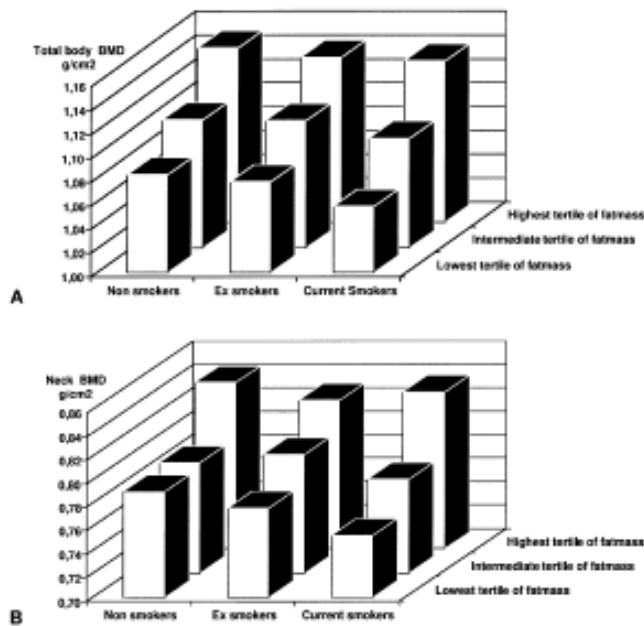 Total body BMD
g/cm2
1,16
1,14
1,12
1,10
1,08
1,06
1,04
1,02
1,00
Highest tertile of fatmass
Intermediate tertile of fatmass
Lowest tertile of fatmass
Non smokers Ex smokers Current Smokers
A
Neck BMD
g/cm2
0,86
0,84
0,82
0,80
0,78
0,76
0,74
0,72
0,70
Highest tertile of fatmass
Intermediate tertile of fatmass
Lowest tertile of fatmass
Non smokers Ex smokers Current smokers
B